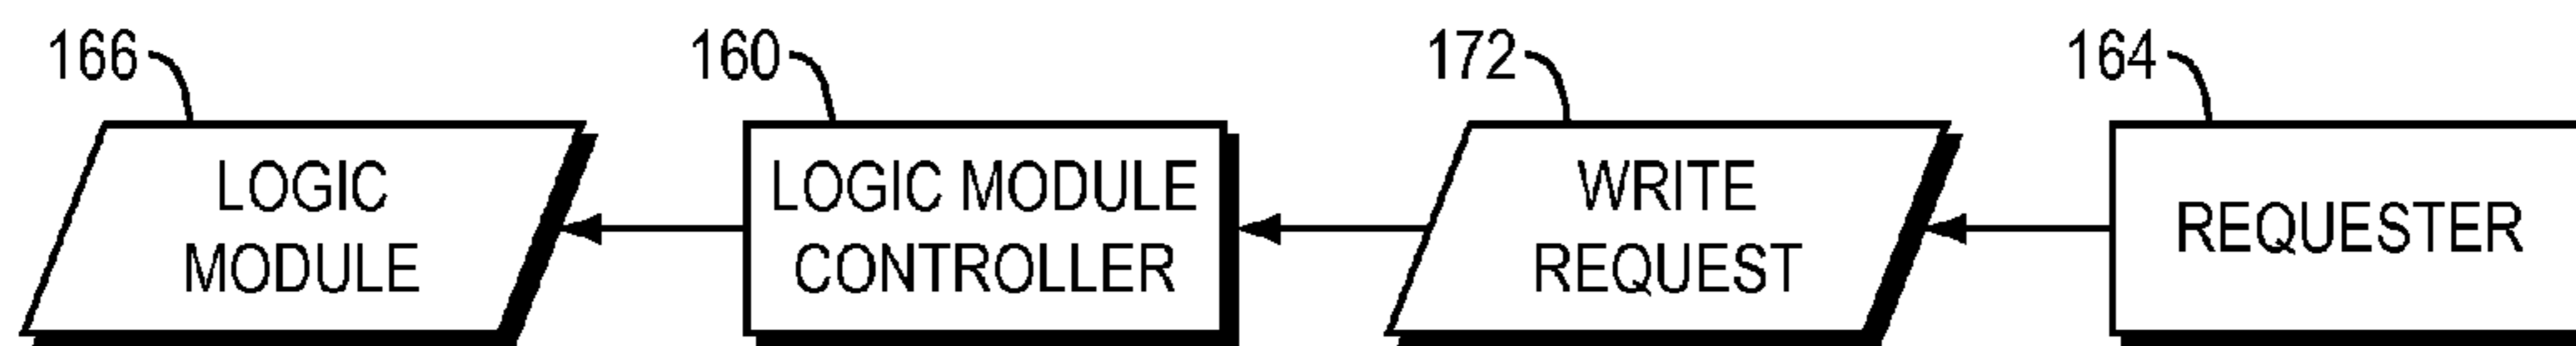 166
160
172
164
LOGIC
MODULE
LOGIC MODULE
CONTROLLER
WRITE
REQUEST
REQUESTER